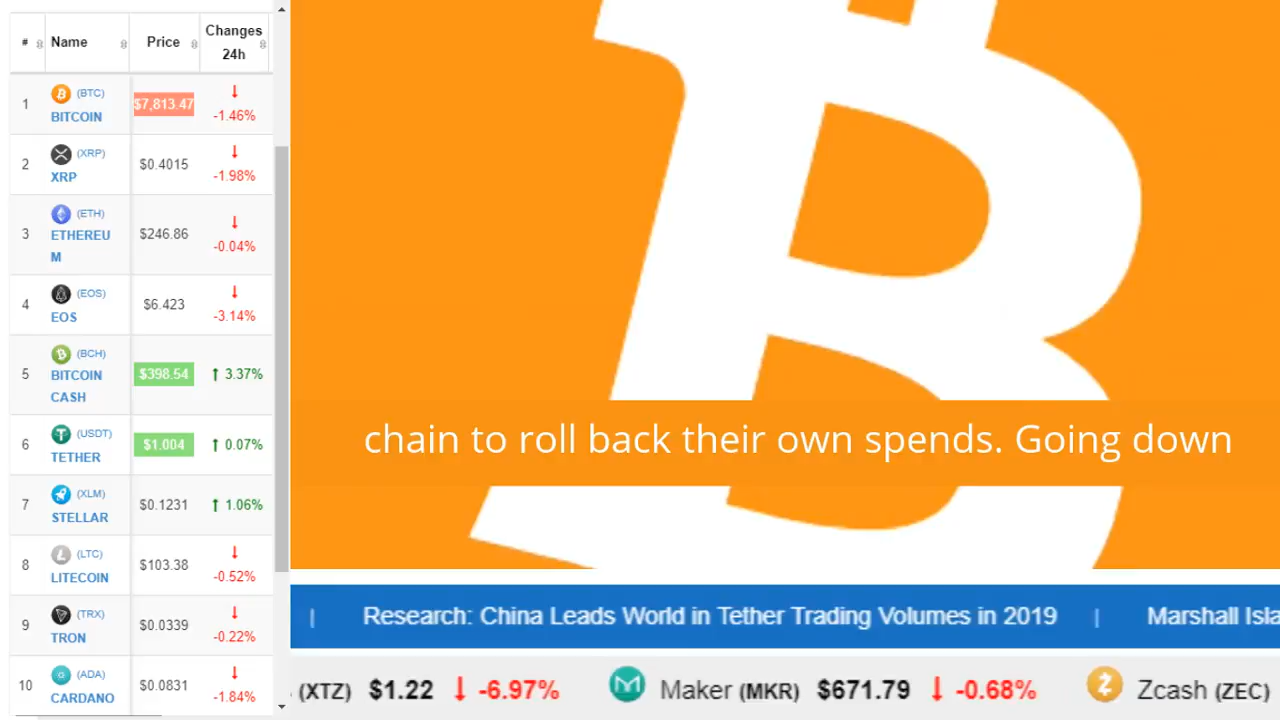 # Name Price Changes 24h
1 (BTC) BITCOIN $7,813.47 -1.46%
2 (XRP) XRP $0.4015 -1.98%
3 (ETH) ETHEREUM $246.86 -0.04%
4 (EOS) EOS $6.423 -3.14%
5 (BCH) BITCOIN CASH $398.54 3.37%
6 (USDT) TETHER $1.004 0.07%
7 (XLM) STELLAR $0.1231 1.06%
8 (LTC) LITECOIN $103.38 -0.52%
9 (TRX) TRON $0.0339 -0.22%
10 (ADA) CARDANO $0.0831 -1.84%
chain to roll back their own spends. Going down
| Research: China Leads World in Tether Trading Volumes in 2019 | Marshall Isla
(XTZ) $1.22 -6.97% Maker (MKR) $671.79 -0.68% Zcash (ZEC)